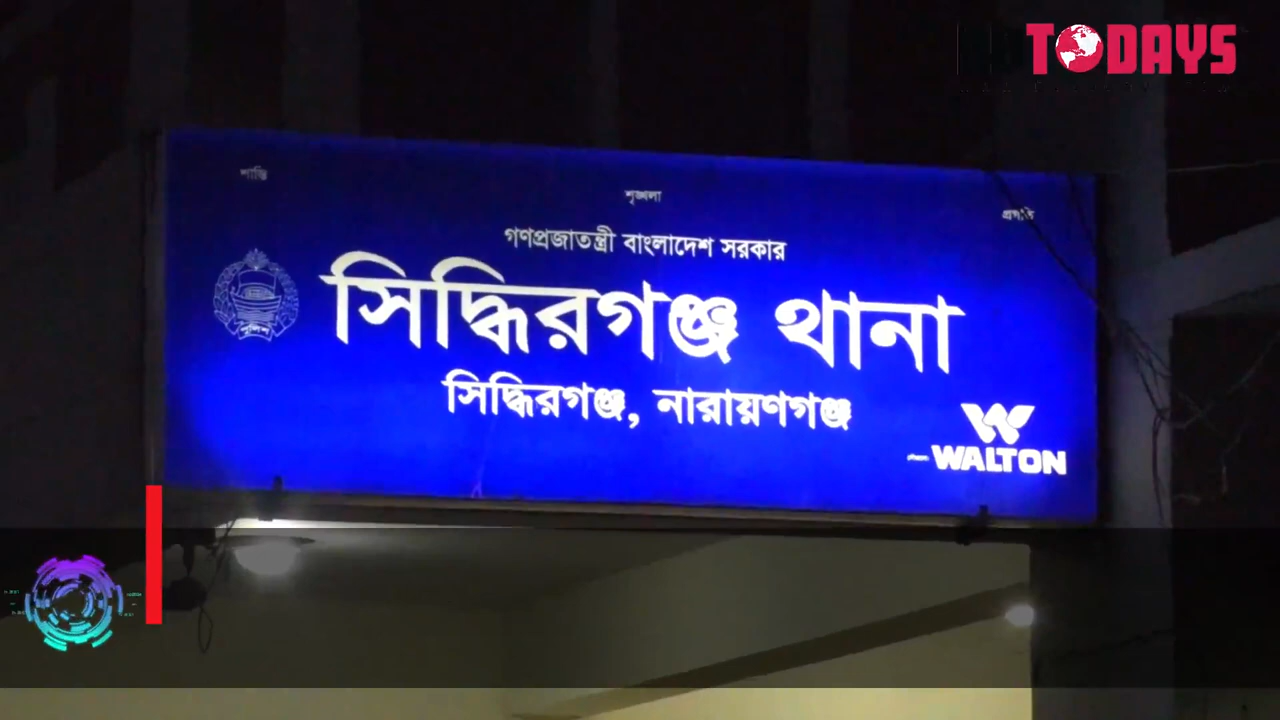 TODAYS
শান্তি
শৃঙ্খলা
প্রগতি
গণপ্রজাতন্ত্রী বাংলাদেশ সরকার
সিদ্ধিরগঞ্জ থানা
পুলিশ
সিদ্ধিরগঞ্জ, নারায়ণগঞ্জ
WALTON